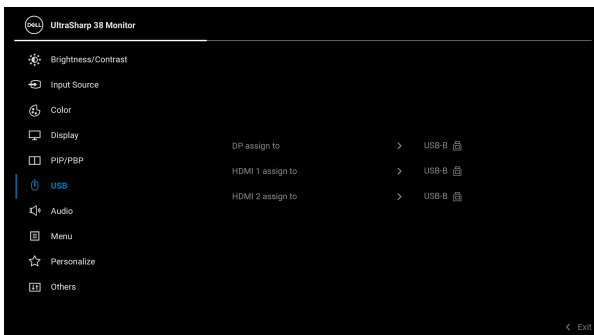 DELL UltraSharp 38 Monitor
Brightness/Contrast
Input Source
Color
Display
PIP/PBP
USB
Audio
Menu
Personalize
Others
DP assign to > USB-B
HDMI 1 assign to > USB-B
HDMI 2 assign to > USB-B
< Exit